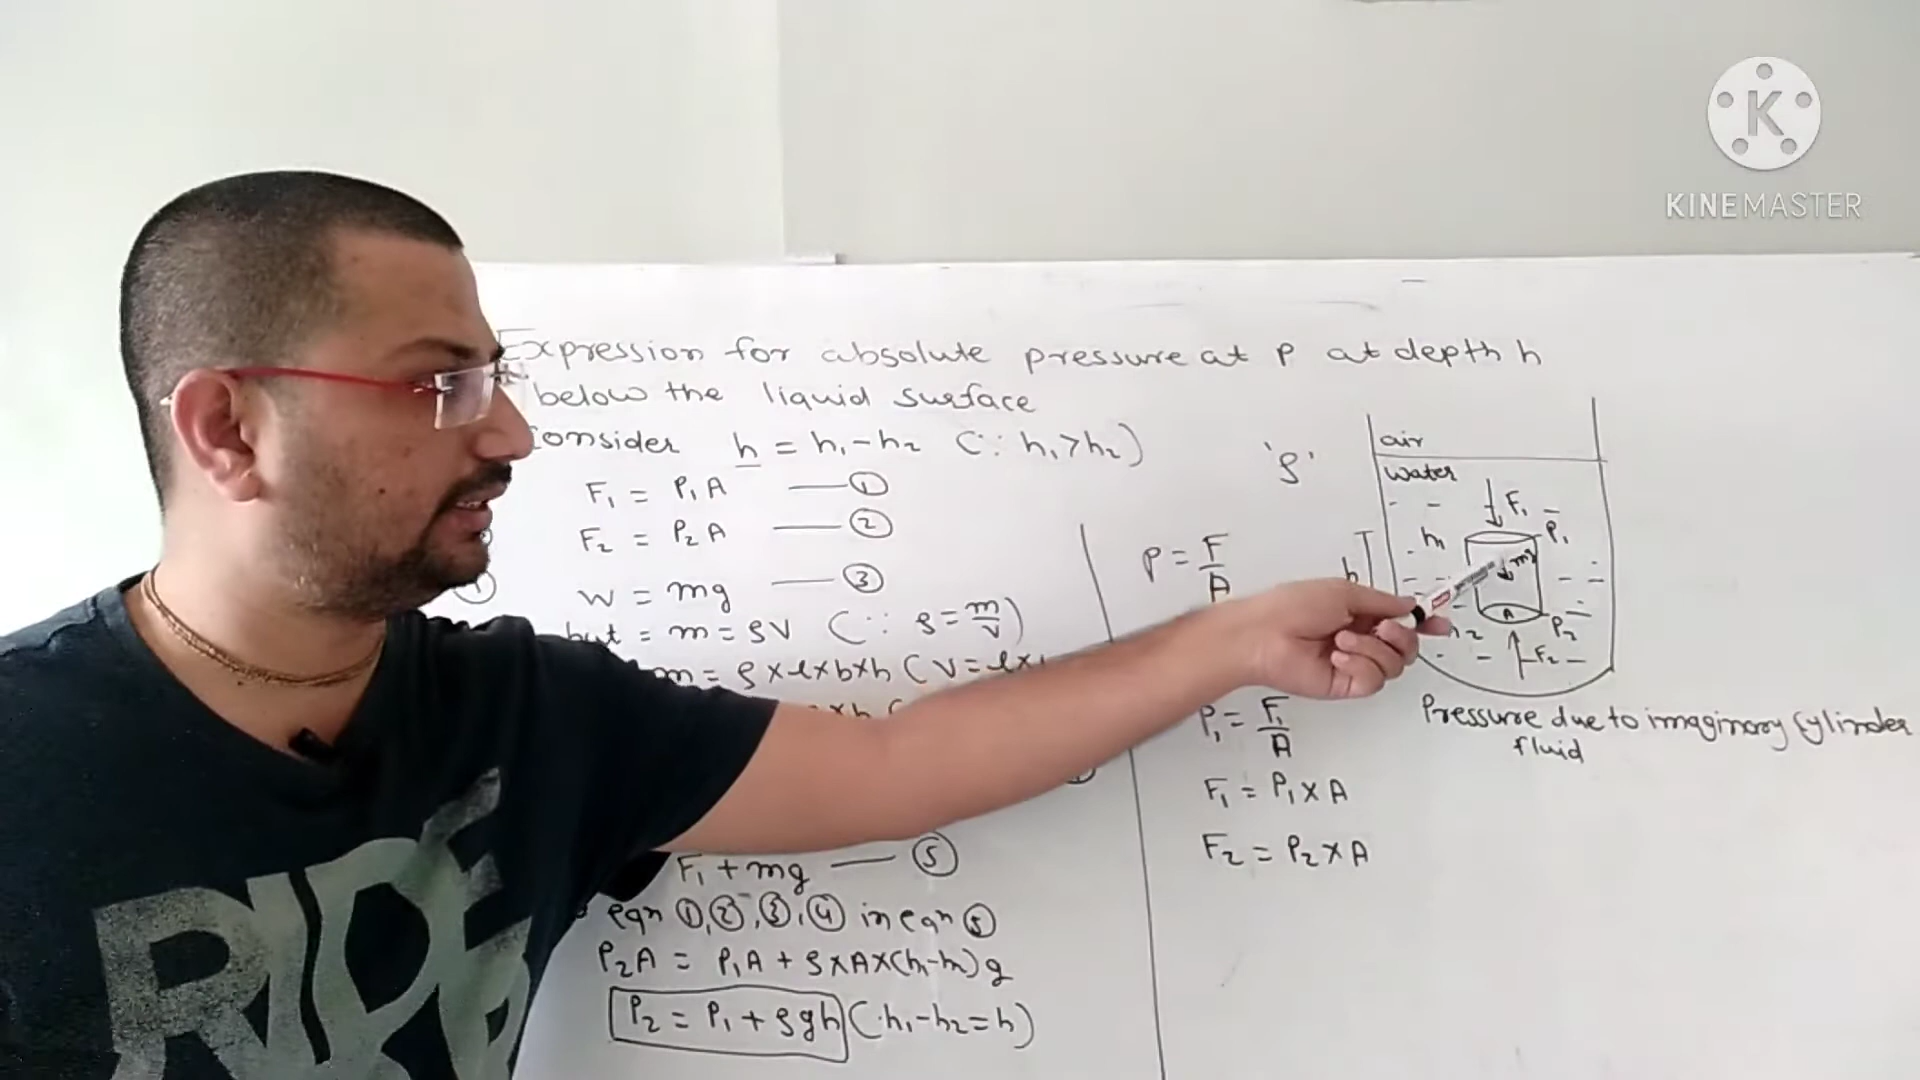 K
KINEMASTER
Expression for absolute pressure at P at depth h
below the liquid surface
Consider h = h₁-h₂ (∵ h₁>h₂)
F₁ = P₁A ——①
F₂ = P₂A ——②
W = mg ——③
but = m=ρV (∵ ρ=m/v)
m = ρ×l×b×h (V=l×
×h (
F₁+mg ——⑤
eqn ①,②,③,④ in eqn ⑤
P₂A = P₁A + ρ×A×(h₁-h₂)g
P₂ = P₁+ρgh (∵h₁-h₂=h)
P = F/A
P₁ = F₁/A
F₁ = P₁×A
F₂ = P₂×A
'ρ'
air
water
F₁
h₁
P₁
h
mg
A
h₂
P₂
F₂
Pressure due to imaginary cylinder
fluid
RIDE